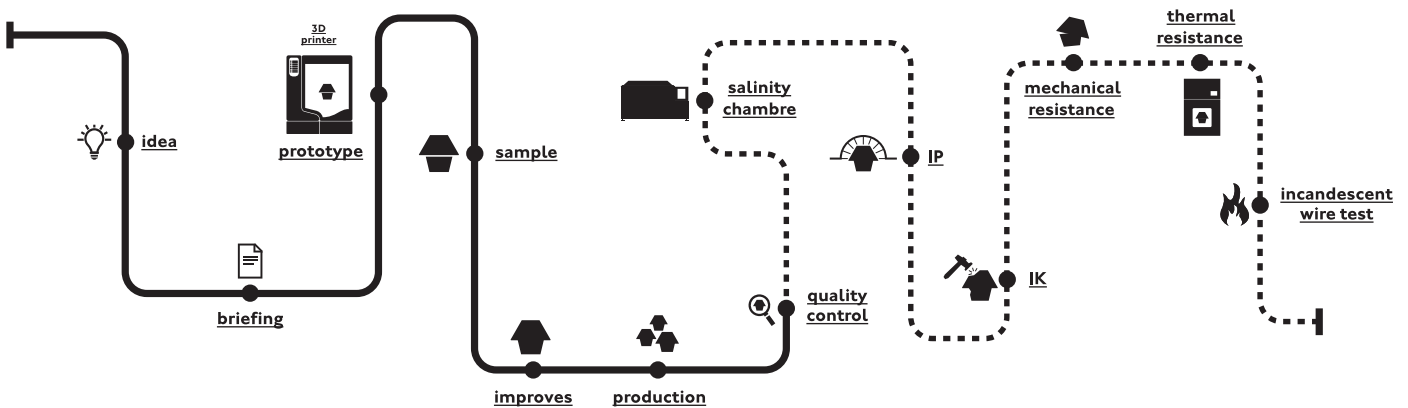 idea
briefing
3D
printer
prototype
sample
improves
production
quality
control
salinity
chambre
IP
IK
mechanical
resistance
thermal
resistance
incandescent
wire test